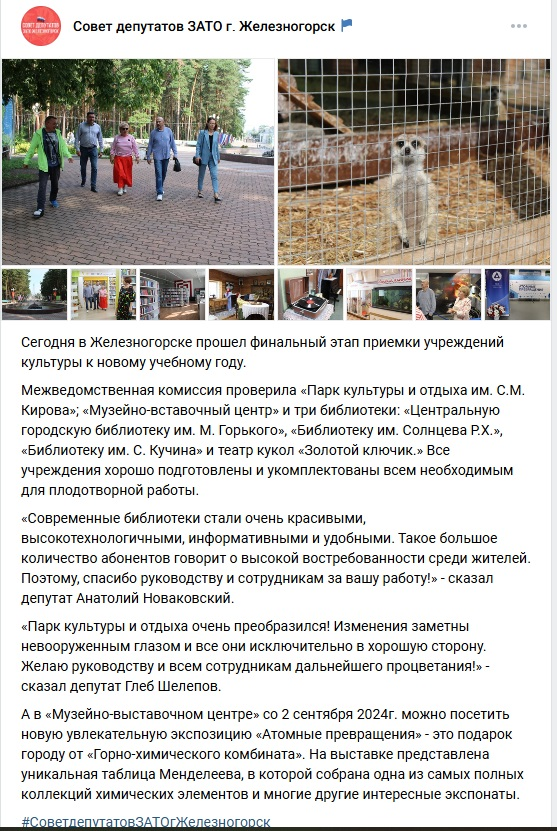 СОВЕТ ДЕПУТАТОВ
ЗАТО ЖЕЛЕЗНОГОРСК
Совет депутатов ЗАТО г. Железногорск
Сегодня в Железногорске прошел финальный этап приемки учреждений
культуры к новому учебному году.
Межведомственная комиссия проверила «Парк культуры и отдыха им. С.М.
Кирова»; «Музейно-вставочный центр» и три библиотеки: «Центральную
городскую библиотеку им. М. Горького», «Библиотеку им. Солнцева Р.Х.»,
«Библиотеку им. С. Кучина» и театр кукол «Золотой ключик.» Все
учреждения хорошо подготовлены и укомплектованы всем необходимым
для плодотворной работы.
«Современные библиотеки стали очень красивыми,
высокотехнологичными, информативными и удобными. Такое большое
количество абонентов говорит о высокой востребованности среди жителей.
Поэтому, спасибо руководству и сотрудникам за вашу работу!» - сказал
депутат Анатолий Новаковский.
«Парк культуры и отдыха очень преобразился! Изменения заметны
невооруженным глазом и все они исключительно в хорошую сторону.
Желаю руководству и всем сотрудникам дальнейшего процветания!» -
сказал депутат Глеб Шелепов.
А в «Музейно-выставочном центре» со 2 сентября 2024г. можно посетить
новую увлекательную экспозицию «Атомные превращения» - это подарок
городу от «Горно-химического комбината». На выставке представлена
уникальная таблица Менделеева, в которой собрана одна из самых полных
коллекций химических элементов и многие другие интересные экспонаты.
#СоветдепутатовЗАТОгЖелезногорск